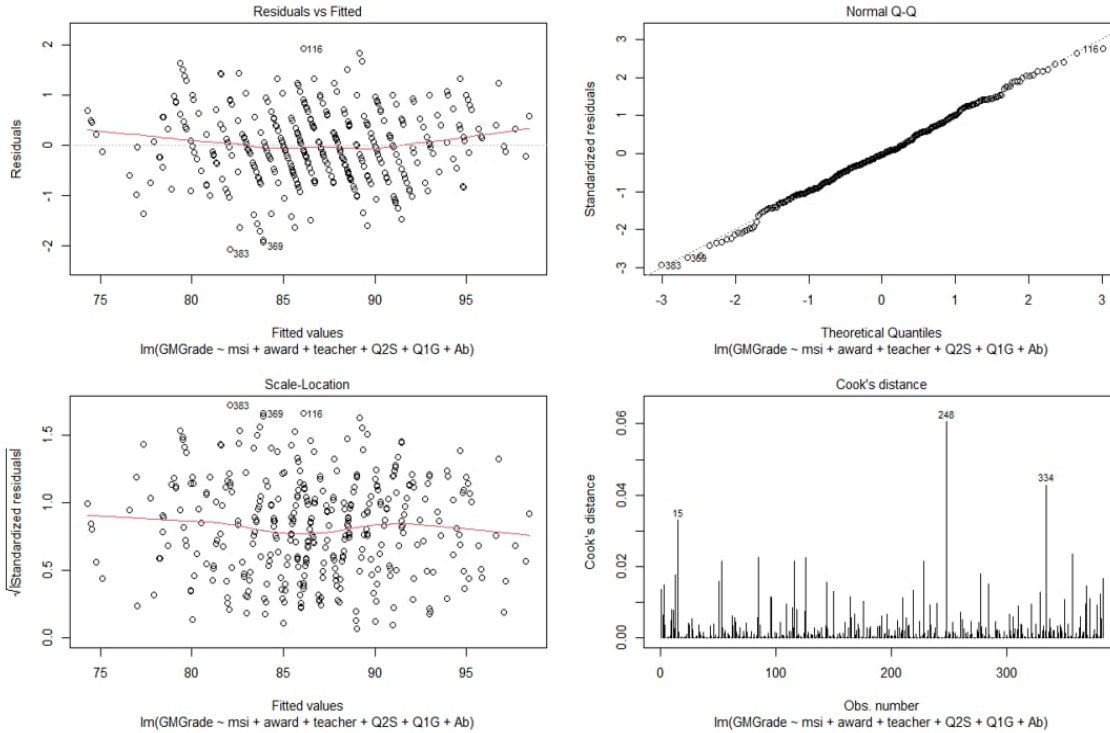 Residuals vs Fitted
Residuals
2
1
0
-1
-2
116
383
369
75 80 85 90 95
Fitted values
lm(GMGrade ~ msi + award + teacher + Q2S + Q1G + Ab)
Normal Q-Q
Standardized residuals
3
2
1
0
-1
-2
-3
116
383
369
-3 -2 -1 0 1 2 3
Theoretical Quantiles
lm(GMGrade ~ msi + award + teacher + Q2S + Q1G + Ab)
Scale-Location
√|Standardized residuals|
1.5
1.0
0.5
0.0
383
369
116
75 80 85 90 95
Fitted values
lm(GMGrade ~ msi + award + teacher + Q2S + Q1G + Ab)
Cook's distance
Cook's distance
0.06
0.04
0.02
0.00
248
334
15
0 100 200 300
Obs. number
lm(GMGrade ~ msi + award + teacher + Q2S + Q1G + Ab)